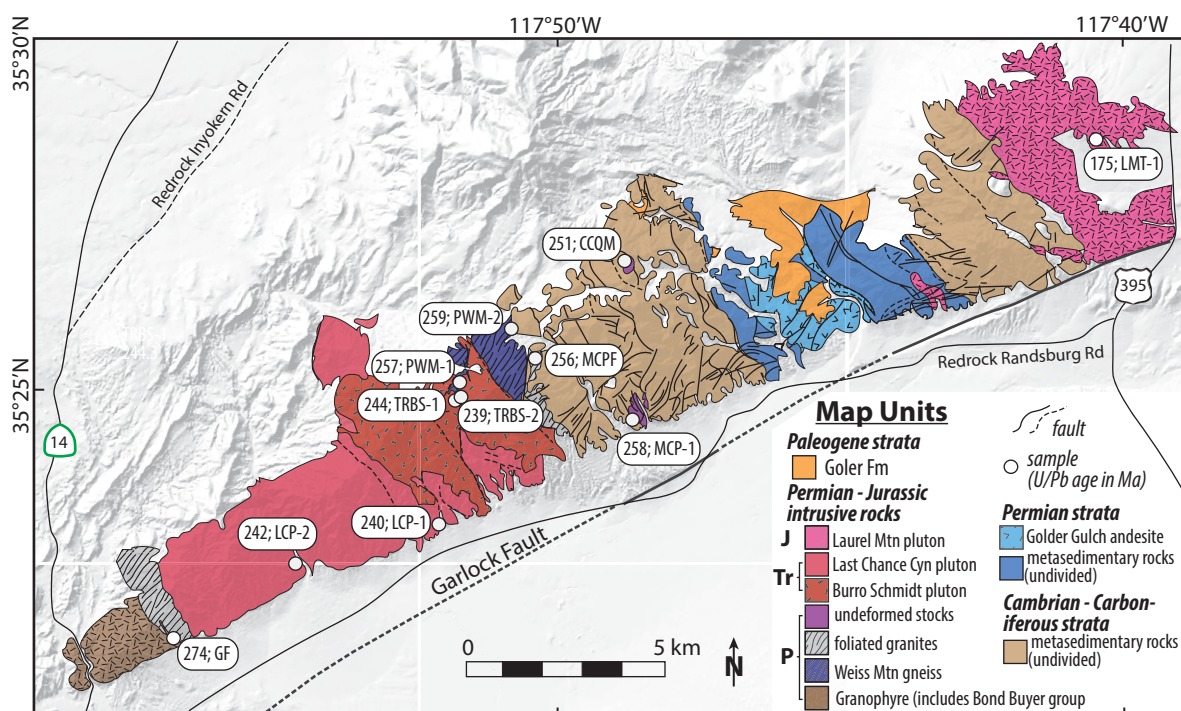 117°50'W
117°40'W
35°30'N
Redrock Inyokern Rd
175; LMT-1
251; CCQM
395
259; PWM-2
257; PWM-1
256; MCPF
Redrock Randsburg Rd
35°25'N
244; TRBS-1
239; TRBS-2
14
258; MCP-1
242; LCP-2
240; LCP-1
Garlock Fault
274; GF
0
5 km
N
Map Units
Paleogene strata
Goler Fm
Permian - Jurassic
intrusive rocks
J
Laurel Mtn pluton
Tr
Last Chance Cyn pluton
Burro Schmidt pluton
undeformed stocks
foliated granites
P
Weiss Mtn gneiss
Granophyre (includes Bond Buyer group
fault
sample
(U/Pb age in Ma)
Permian strata
Golder Gulch andesite
metasedimentary rocks
(undivided)
Cambrian - Carbon-
iferous strata
metasedimentary rocks
(undivided)